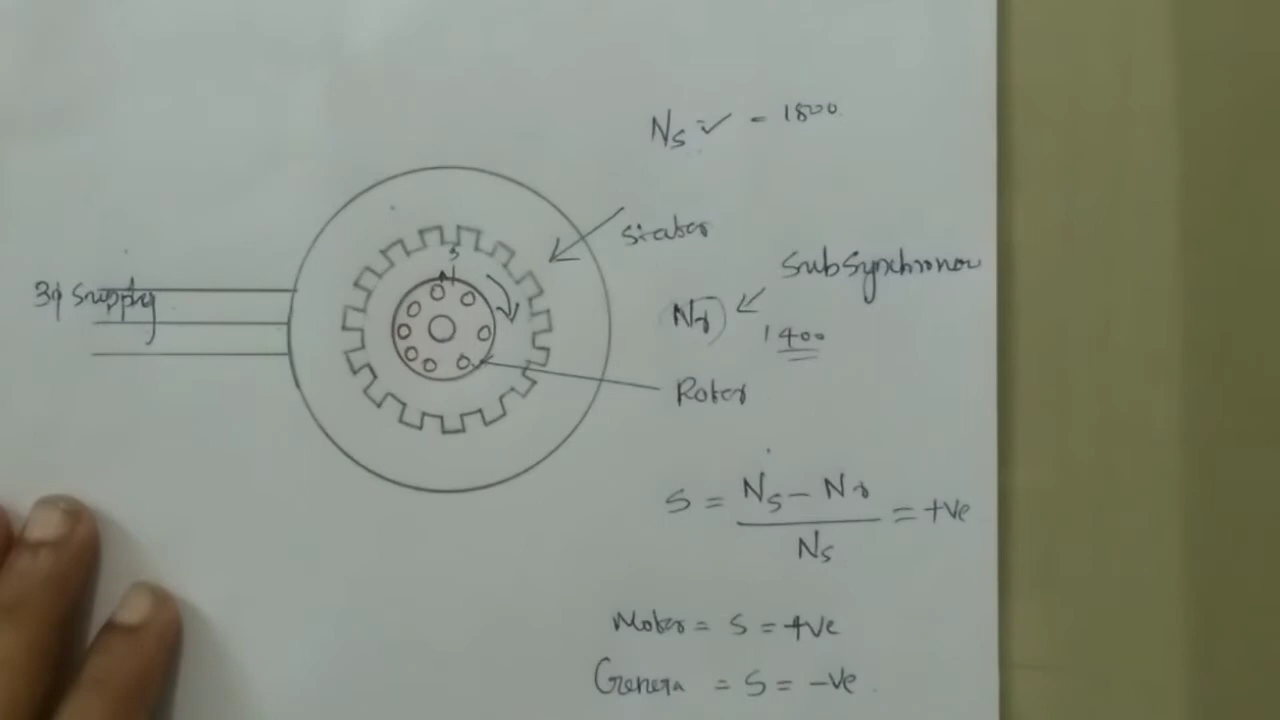 Ns = ✓ = 1800
Stator
3φ Supply
S
N
Subsynchronou
Nr
1400
Rotor
S = Ns - Nr / Ns = +ve
Motor = S = +ve
Genera = S = -ve